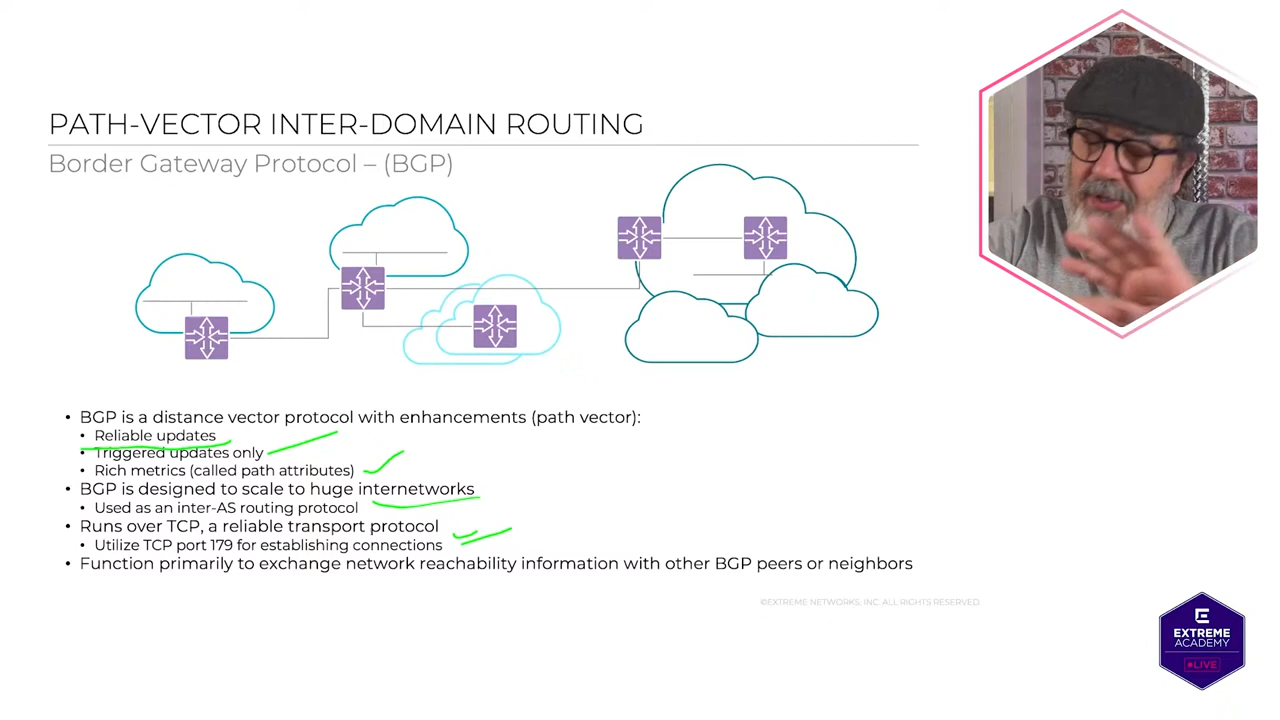 PATH-VECTOR INTER-DOMAIN ROUTING
Border Gateway Protocol – (BGP)
• BGP is a distance vector protocol with enhancements (path vector):
• Reliable updates
• Triggered updates only
• Rich metrics (called path attributes)
• BGP is designed to scale to huge internetworks
• Used as an inter-AS routing protocol
• Runs over TCP, a reliable transport protocol
• Utilize TCP port 179 for establishing connections
• Function primarily to exchange network reachability information with other BGP peers or neighbors
©EXTREME NETWORKS, INC. ALL RIGHTS RESERVED.
EXTREME
ACADEMY
LIVE